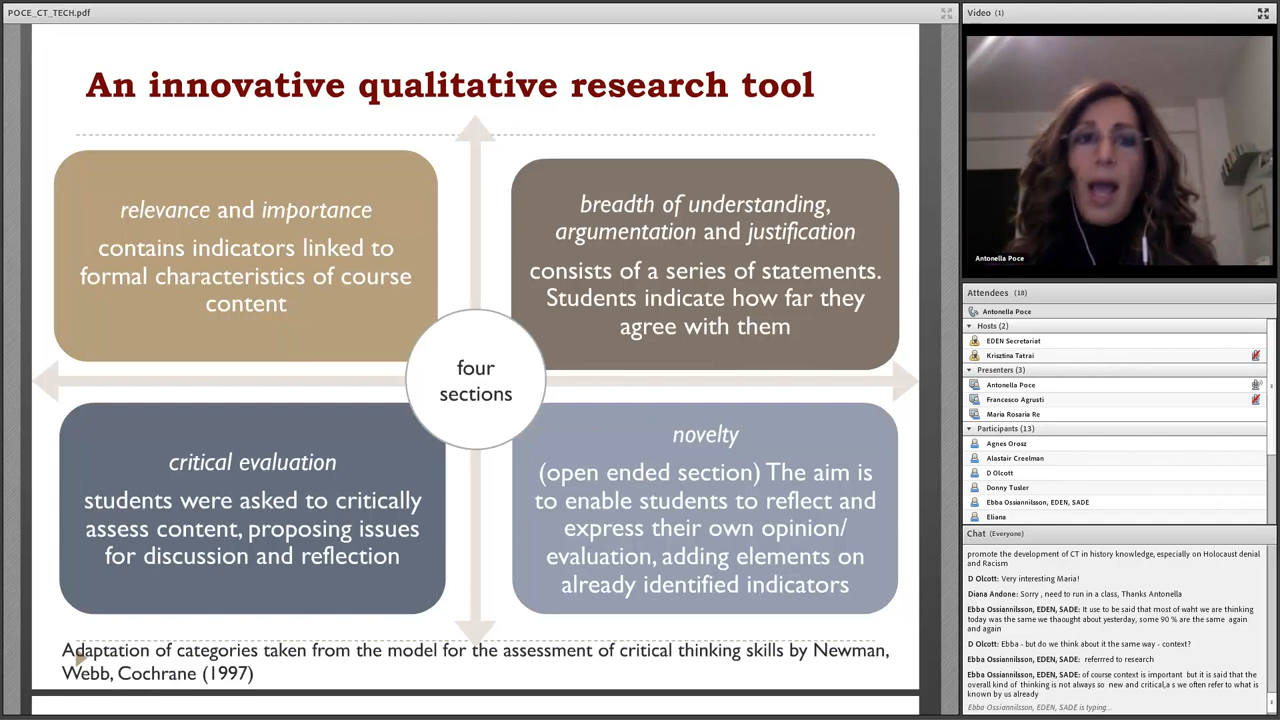 POCE_CT_TECH.pdf
An innovative qualitative research tool
relevance and importance
contains indicators linked to
formal characteristics of course
content
breadth of understanding,
argumentation and justification
consists of a series of statements.
Students indicate how far they
agree with them
four
sections
critical evaluation
students were asked to critically
assess content, proposing issues
for discussion and reflection
novelty
(open ended section) The aim is
to enable students to reflect and
express their own opinion/
evaluation, adding elements on
already identified indicators
Adaptation of categories taken from the model for the assessment of critical thinking skills by Newman,
Webb, Cochrane (1997)
Video (1)
Antonella Poce
Attendees (18)
Antonella Poce
Hosts (2)
EDEN Secretariat
Krisztina Tatrai
Presenters (3)
Antonella Poce
Francesco Agrusti
Maria Rosaria Re
Participants (13)
Agnes Orosz
Alastair Creelman
D Olcott
Donny Tusler
Ebba Ossiannilsson, EDEN, SADE
Eliana
Chat (Everyone)
promote the development of CT in history knowledge, especially on Holocaust denial
and Racism
D Olcott: Very interesting Maria!
Diana Andone: Sorry , need to run in a class, Thanks Antonella
Ebba Ossiannilsson, EDEN, SADE: It use to be said that most of waht we are thinking
today was the same we thaought about yesterday, some 90 % are the same again
and again
D Olcott: Ebba - but do we think about it the same way - context?
Ebba Ossiannilsson, EDEN, SADE: referrred to research
Ebba Ossiannilsson, EDEN, SADE: of course context is important but it is said that the
overall kind of thinking is not always so new and critical,a s we often refer to what is
known by us already
Ebba Ossiannilsson, EDEN, SADE is typing...